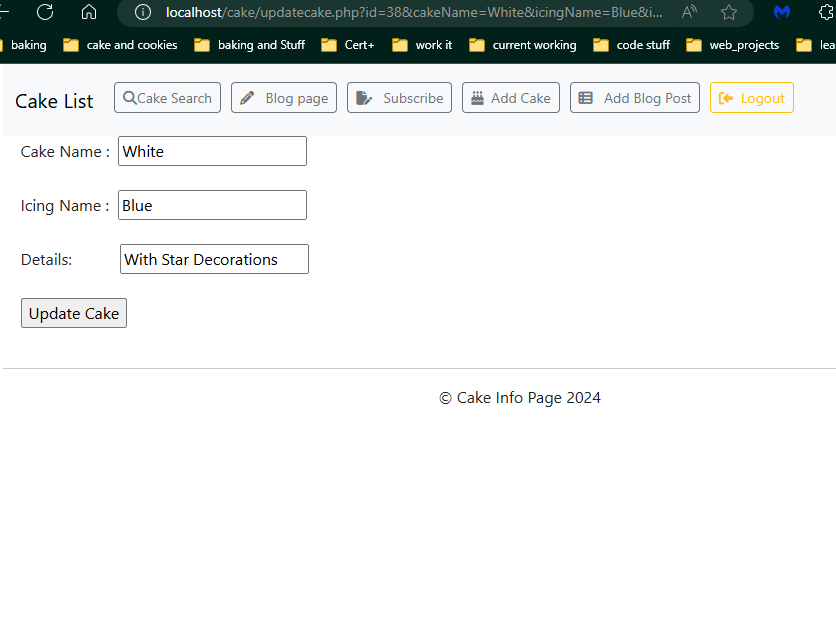 localhost/cake/updatecake.php?id=38&cakeName=White&icingName=Blue&i...
baking cake and cookies baking and Stuff Cert+ work it current working code stuff web_projects lea
Cake List Cake Search Blog page Subscribe Add Cake Add Blog Post Logout
Cake Name : White
Icing Name : Blue
Details: With Star Decorations
Update Cake
© Cake Info Page 2024